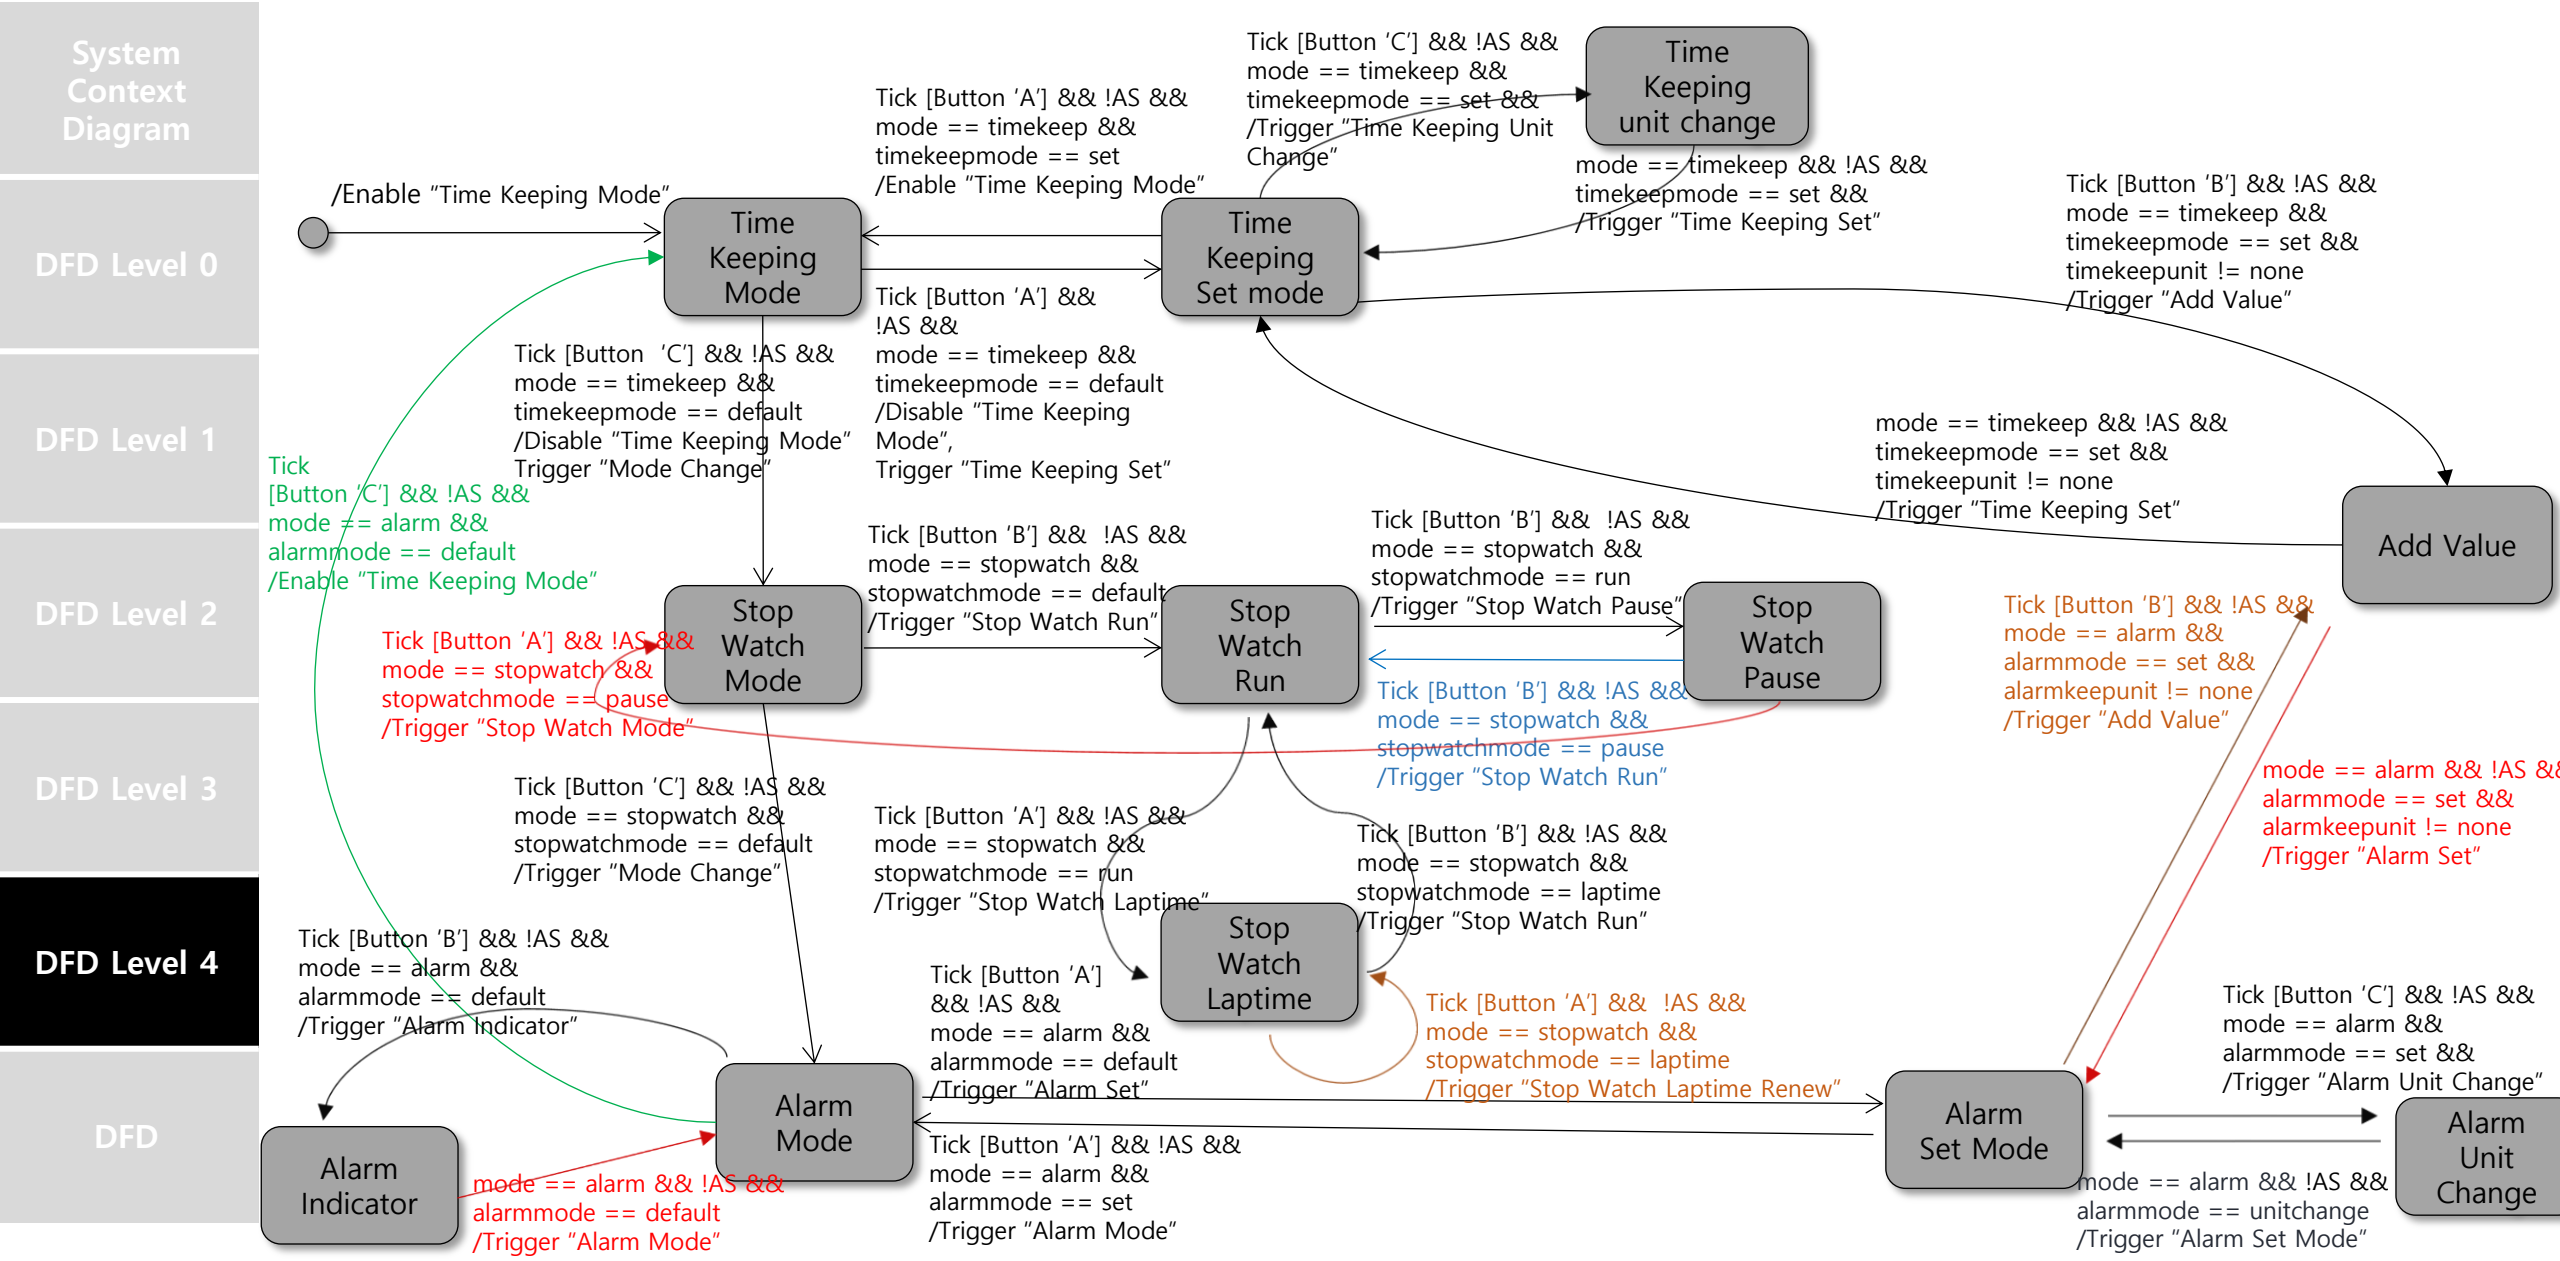 System
Context
Diagram
DFD Level 0
DFD Level 1
DFD Level 2
DFD Level 3
DFD Level 4
DFD
/Enable “Time Keeping Mode”
Time
Keeping
Mode
Tick [Button ‘A’] && !AS &&
mode == timekeep &&
timekeepmode == set
/Enable “Time Keeping Mode”
Time
Keeping
Set mode
Tick [Button ‘C’] && !AS &&
mode == timekeep &&
timekeepmode == set &&
/Trigger “Time Keeping Unit
Change”
Time
Keeping
unit change
mode == timekeep && !AS &&
timekeepmode == set &&
/Trigger “Time Keeping Set”
Tick [Button ‘B’] && !AS &&
mode == timekeep &&
timekeepmode == set &&
timekeepunit != none
/Trigger “Add Value”
Tick [Button ‘C’] && !AS &&
mode == timekeep &&
timekeepmode == default
/Disable “Time Keeping Mode”
Trigger “Mode Change”
Tick [Button ‘A’] &&
!AS &&
mode == timekeep &&
timekeepmode == default
/Disable “Time Keeping
Mode”,
Trigger “Time Keeping Set”
mode == timekeep && !AS &&
timekeepmode == set &&
timekeepunit != none
/Trigger “Time Keeping Set”
Add Value
Tick
[Button ‘C’] && !AS &&
mode == alarm &&
alarmmode == default
/Enable “Time Keeping Mode”
Tick [Button ‘A’] && !AS &&
mode == stopwatch &&
stopwatchmode == pause
/Trigger “Stop Watch Mode”
Stop
Watch
Mode
Tick [Button ‘B’] && !AS &&
mode == stopwatch &&
stopwatchmode == default
/Trigger “Stop Watch Run”
Stop
Watch
Run
Tick [Button ‘B’] && !AS &&
mode == stopwatch &&
stopwatchmode == run
/Trigger “Stop Watch Pause”
Stop
Watch
Pause
Tick [Button ‘B’] && !AS &&
mode == stopwatch &&
stopwatchmode == pause
/Trigger “Stop Watch Run”
Tick [Button ‘B’] && !AS &&
mode == alarm &&
alarmmode == set &&
alarmkeepunit != none
/Trigger “Add Value”
mode == alarm && !AS &&
alarmmode == set &&
alarmkeepunit != none
/Trigger “Alarm Set”
Tick [Button ‘C’] && !AS &&
mode == stopwatch &&
stopwatchmode == default
/Trigger “Mode Change”
Tick [Button ‘A’] && !AS &&
mode == stopwatch &&
stopwatchmode == run
/Trigger “Stop Watch Laptime”
Tick [Button ‘B’] && !AS &&
mode == stopwatch &&
stopwatchmode == laptime
/Trigger “Stop Watch Run”
Stop
Watch
Laptime
Tick [Button ‘A’] && !AS &&
mode == stopwatch &&
stopwatchmode == laptime
/Trigger “Stop Watch Laptime Renew”
Tick [Button ‘B’] && !AS &&
mode == alarm &&
alarmmode == default
/Trigger “Alarm Indicator”
Tick [Button ‘A’]
&& !AS &&
mode == alarm &&
alarmmode == default
/Trigger “Alarm Set”
Alarm
Mode
Alarm
Indicator
mode == alarm && !AS &&
alarmmode == default
/Trigger “Alarm Mode”
Tick [Button ‘A’] && !AS &&
mode == alarm &&
alarmmode == set
/Trigger “Alarm Mode”
Alarm
Set Mode
Tick [Button ‘C’] && !AS &&
mode == alarm &&
alarmmode == set &&
/Trigger “Alarm Unit Change”
Alarm
Unit
Change
mode == alarm && !AS &&
alarmmode == unitchange
/Trigger “Alarm Set Mode”